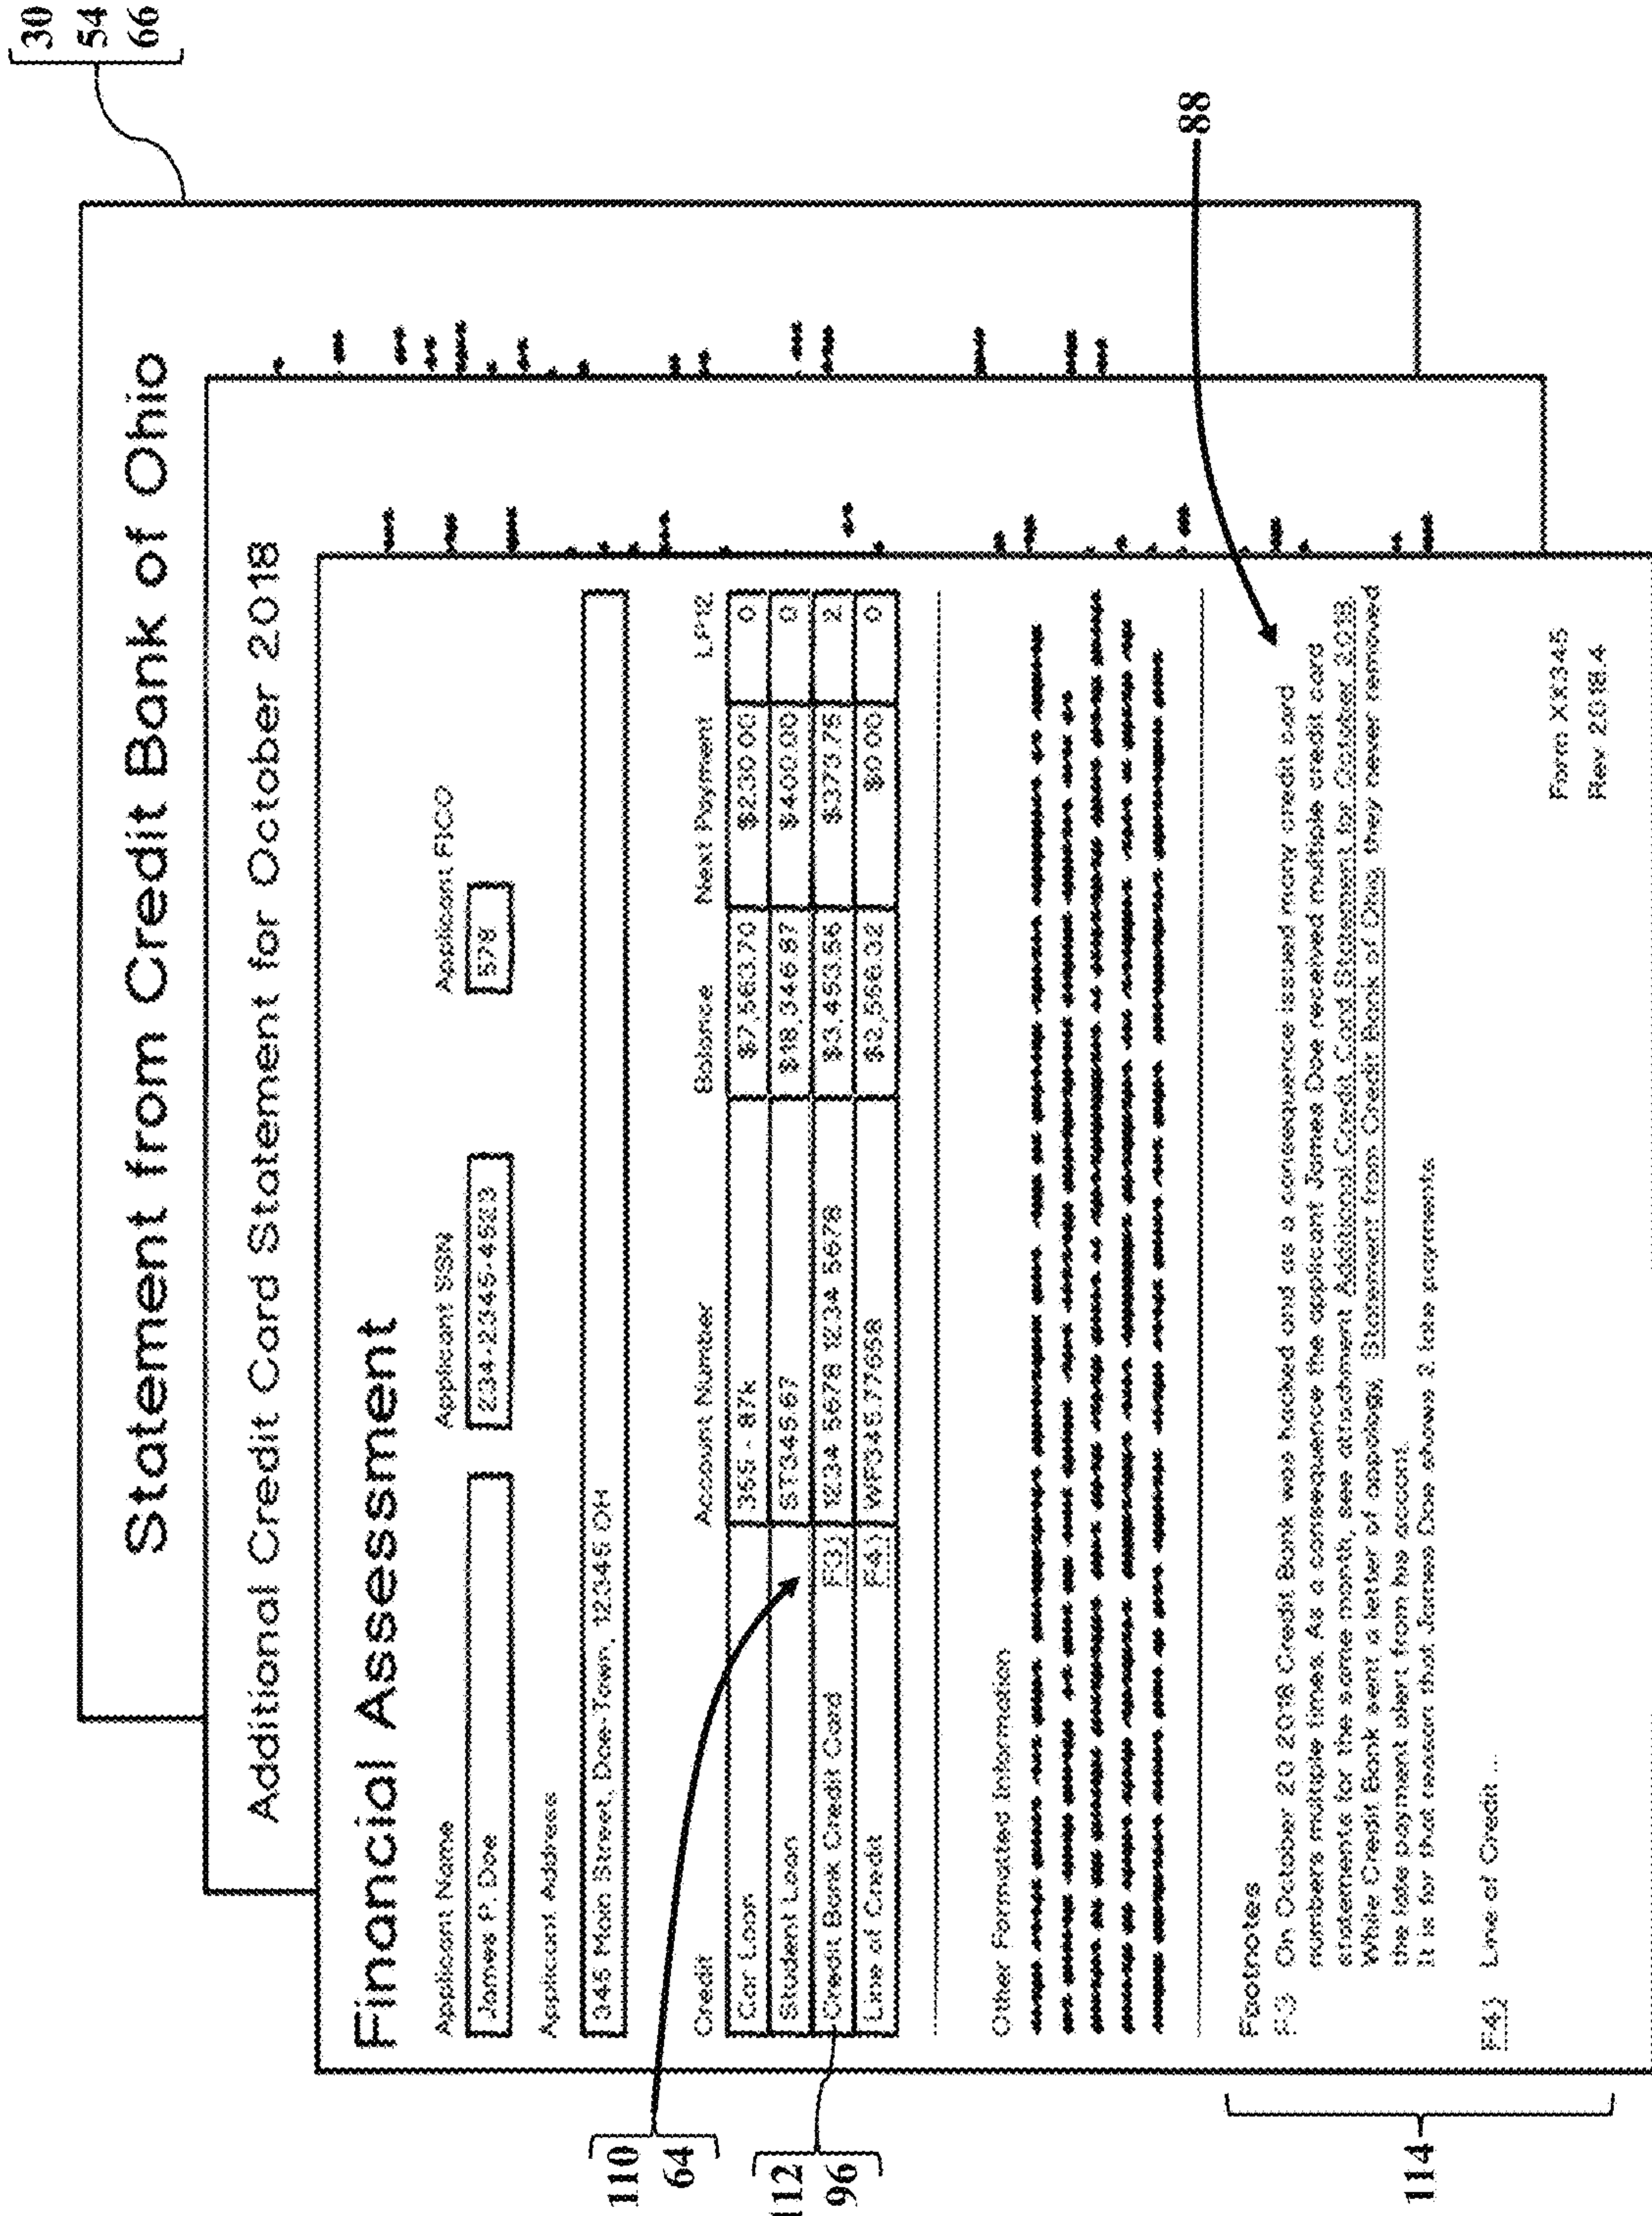 30
54
66
Statement from Credit Bank of Ohio
Additional Credit Card Statement for October 2018
Financial Assessment
Applicant Name Applicant SSN Applicant FICO
James P. Doe 234-2345-4523 578
Applicant Address
345 Main Street, Doe-Town, 12345 OH
Credit Account Number Balance Next Payment LP12
Car Loan 355 - 87k $7,563.70 $230.00 0
Student Loan ST345.67 $18,346.87 $400.00 0
Credit Bank Credit Card F3) 1234 5678 1234 5678 $3,453.56 $373.75 2
Line of Credit F4) WF345.77658 $2,556.02 $0.00 0
110
64
112
96
Other Formatted Information
88
Footnotes
F3 On October 20 2018 Credit Bank was hacked and as a consequence issued many credit card
numbers multiple times. As a consequence the applicant James Doe received multiple credit card
statements for the same month, see attachment Additional Credit Card Statement for October 2018.
While Credit Bank sent a letter of apology, Statement from Credit Bank of Ohio, they never removed
the late payment alert from his account.
It is for that reason that James Doe shows 2 late payments.
F4) Line of Credit ...
114
Form XX345
Rev 2018.4